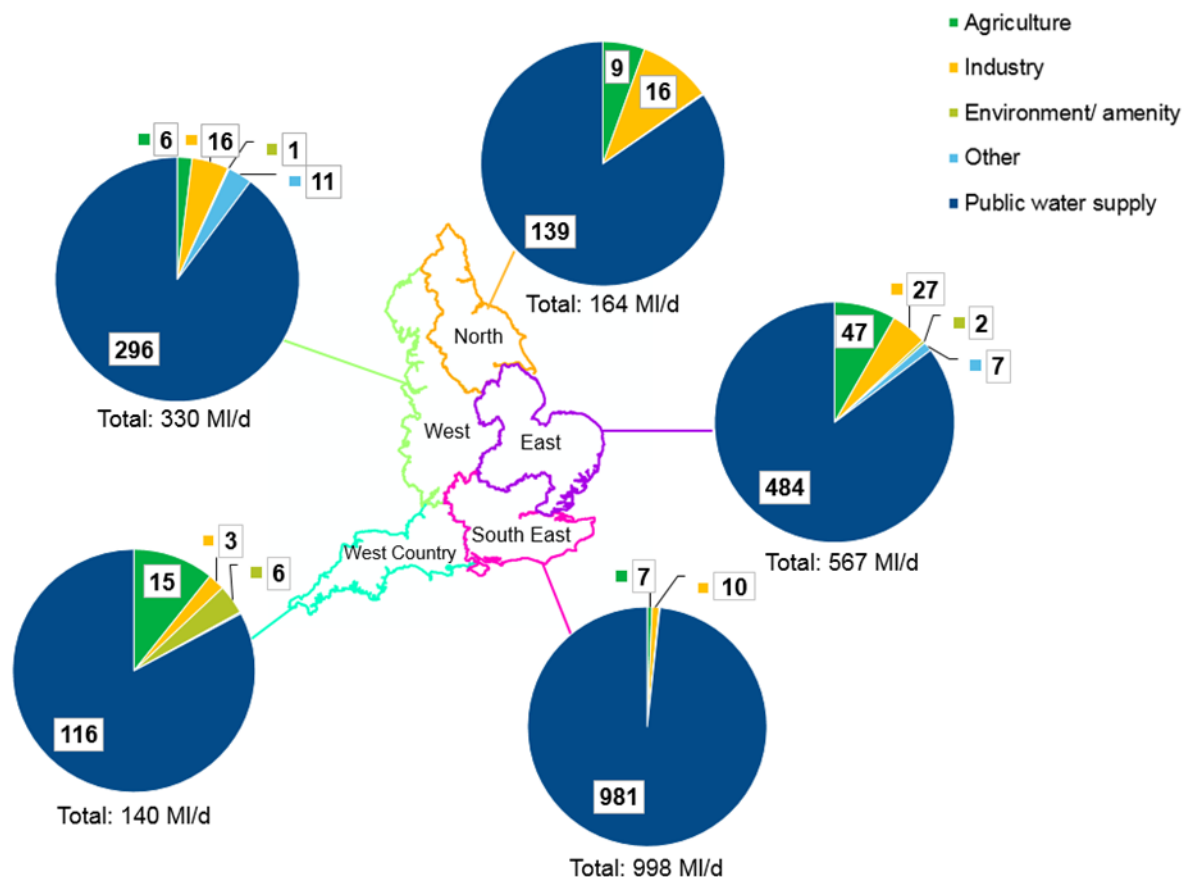 Agriculture
Industry
Environment/ amenity
Other
Public water supply
9
16
139
Total: 164 Ml/d
6
16
1
11
296
Total: 330 Ml/d
North
West
East
South East
West Country
27
47
2
7
484
Total: 567 Ml/d
3
15
6
116
Total: 140 Ml/d
7
10
981
Total: 998 Ml/d